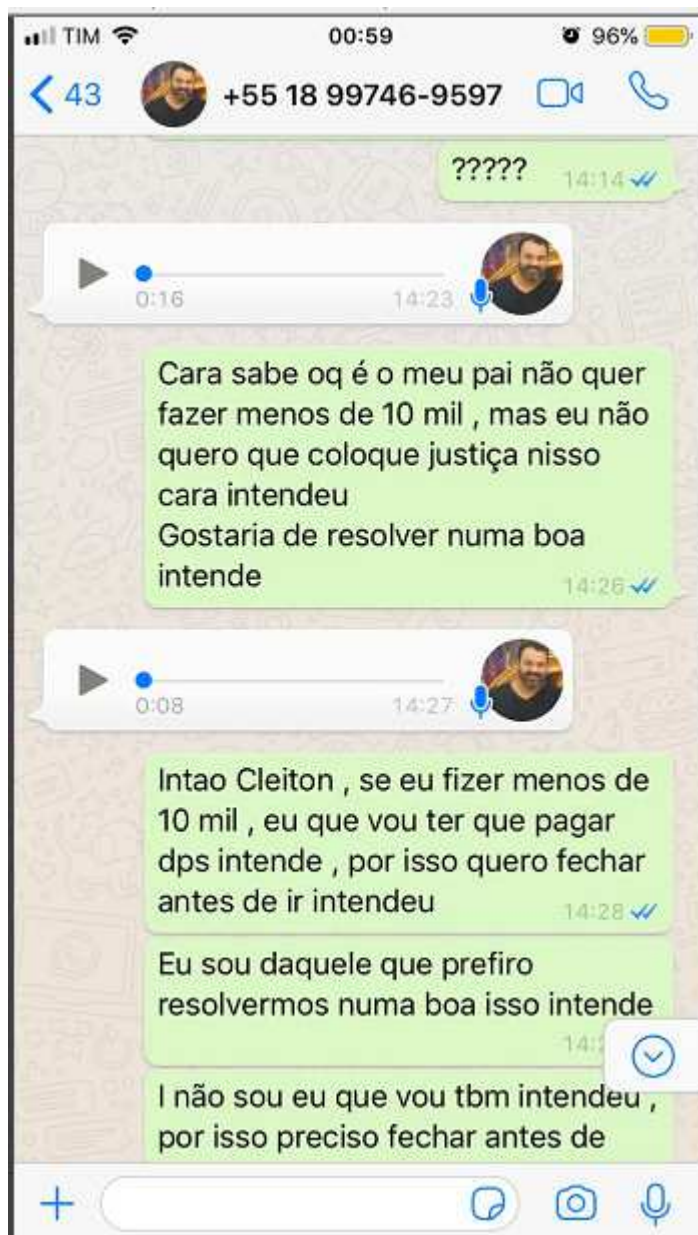 TIM 00:59 96%
43 +55 18 99746-9597
????? 14:14
0:16 14:23
Cara sabe oq é o meu pai não quer
fazer menos de 10 mil , mas eu não
quero que coloque justiça nisso
cara intendeu
Gostaria de resolver numa boa
intende 14:26
0:08 14:27
Intao Cleiton , se eu fizer menos de
10 mil , eu que vou ter que pagar
dps intende , por isso quero fechar
antes de ir intendeu 14:28
Eu sou daquele que prefiro
resolvermos numa boa isso intende
I não sou eu que vou tbm intendeu ,
por isso preciso fechar antes de